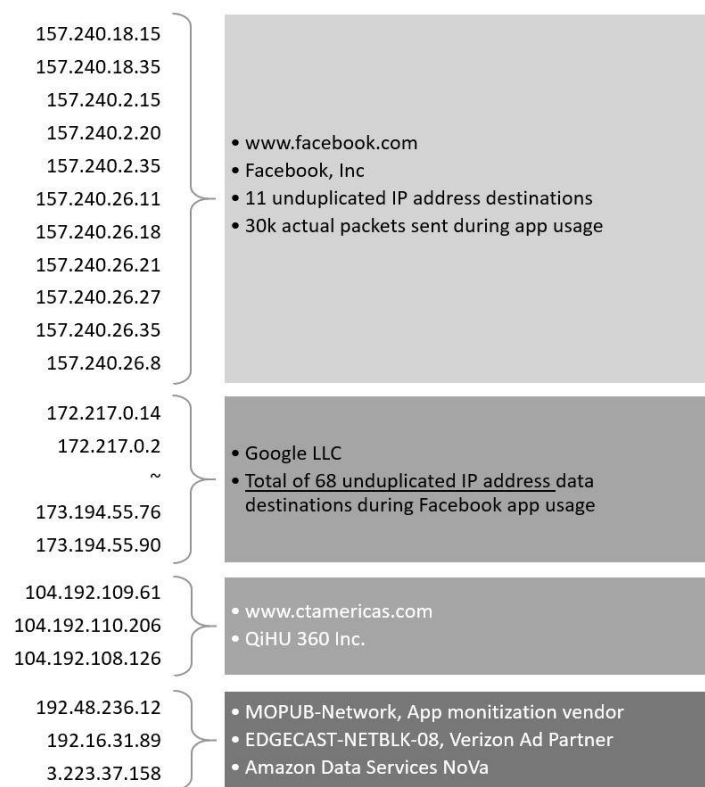 157.240.18.15
157.240.18.35
157.240.2.15
157.240.2.20
157.240.2.35
157.240.26.11
157.240.26.18
157.240.26.21
157.240.26.27
157.240.26.35
157.240.26.8
• www.facebook.com
• Facebook, Inc
• 11 unduplicated IP address destinations
• 30k actual packets sent during app usage
172.217.0.14
172.217.0.2
~
173.194.55.76
173.194.55.90
• Google LLC
• Total of 68 unduplicated IP address data
destinations during Facebook app usage
104.192.109.61
104.192.110.206
104.192.108.126
• www.ctamericas.com
• QiHU 360 Inc.
192.48.236.12
192.16.31.89
3.223.37.158
• MOPUB-Network, App monitization vendor
• EDGECAST-NETBLK-08, Verizon Ad Partner
• Amazon Data Services NoVa